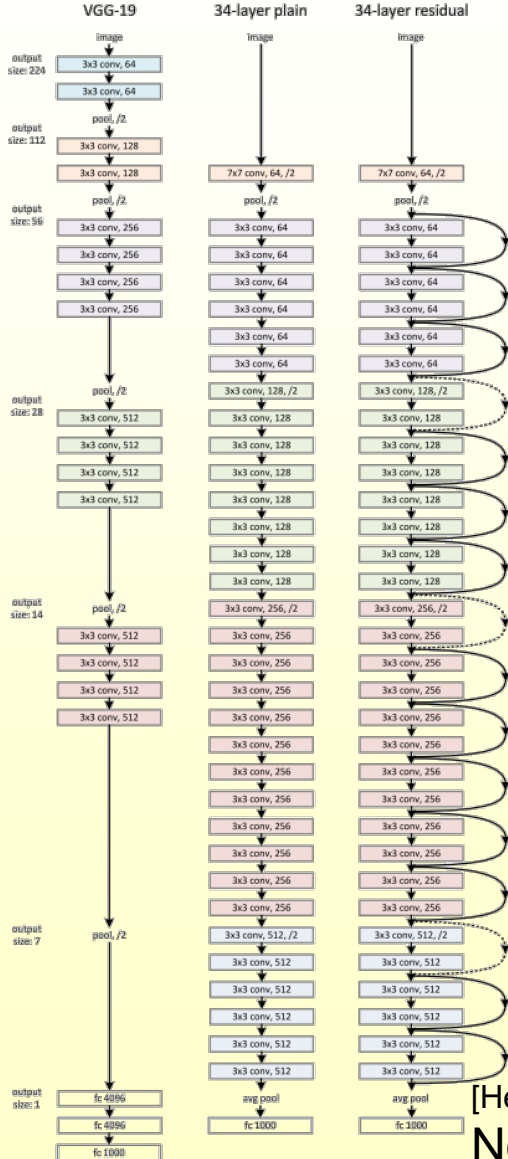 output
size: 224
output
size: 112
output
size: 56
output
size: 28
output
size: 14
output
size: 7
output
size: 1
VGG-19
image
3x3 conv, 64
3x3 conv, 64
pool, /2
3x3 conv, 128
3x3 conv, 128
pool, /2
3x3 conv, 256
3x3 conv, 256
3x3 conv, 256
3x3 conv, 256
pool, /2
3x3 conv, 512
3x3 conv, 512
3x3 conv, 512
3x3 conv, 512
pool, /2
3x3 conv, 512
3x3 conv, 512
3x3 conv, 512
3x3 conv, 512
pool, /2
fc 4096
fc 4096
fc 1000
34-layer plain
image
7x7 conv, 64, /2
pool, /2
3x3 conv, 64
3x3 conv, 64
3x3 conv, 64
3x3 conv, 64
3x3 conv, 64
3x3 conv, 64
3x3 conv, 128, /2
3x3 conv, 128
3x3 conv, 128
3x3 conv, 128
3x3 conv, 128
3x3 conv, 128
3x3 conv, 128
3x3 conv, 128
3x3 conv, 256, /2
3x3 conv, 256
3x3 conv, 256
3x3 conv, 256
3x3 conv, 256
3x3 conv, 256
3x3 conv, 256
3x3 conv, 256
3x3 conv, 256
3x3 conv, 256
3x3 conv, 256
3x3 conv, 256
3x3 conv, 512, /2
3x3 conv, 512
3x3 conv, 512
3x3 conv, 512
3x3 conv, 512
3x3 conv, 512
avg pool
fc 1000
34-layer residual
image
7x7 conv, 64, /2
pool, /2
3x3 conv, 64
3x3 conv, 64
3x3 conv, 64
3x3 conv, 64
3x3 conv, 64
3x3 conv, 64
3x3 conv, 128, /2
3x3 conv, 128
3x3 conv, 128
3x3 conv, 128
3x3 conv, 128
3x3 conv, 128
3x3 conv, 128
3x3 conv, 128
3x3 conv, 256, /2
3x3 conv, 256
3x3 conv, 256
3x3 conv, 256
3x3 conv, 256
3x3 conv, 256
3x3 conv, 256
3x3 conv, 256
3x3 conv, 256
3x3 conv, 256
3x3 conv, 256
3x3 conv, 256
3x3 conv, 512, /2
3x3 conv, 512
3x3 conv, 512
3x3 conv, 512
3x3 conv, 512
3x3 conv, 512
avg pool
fc 1000